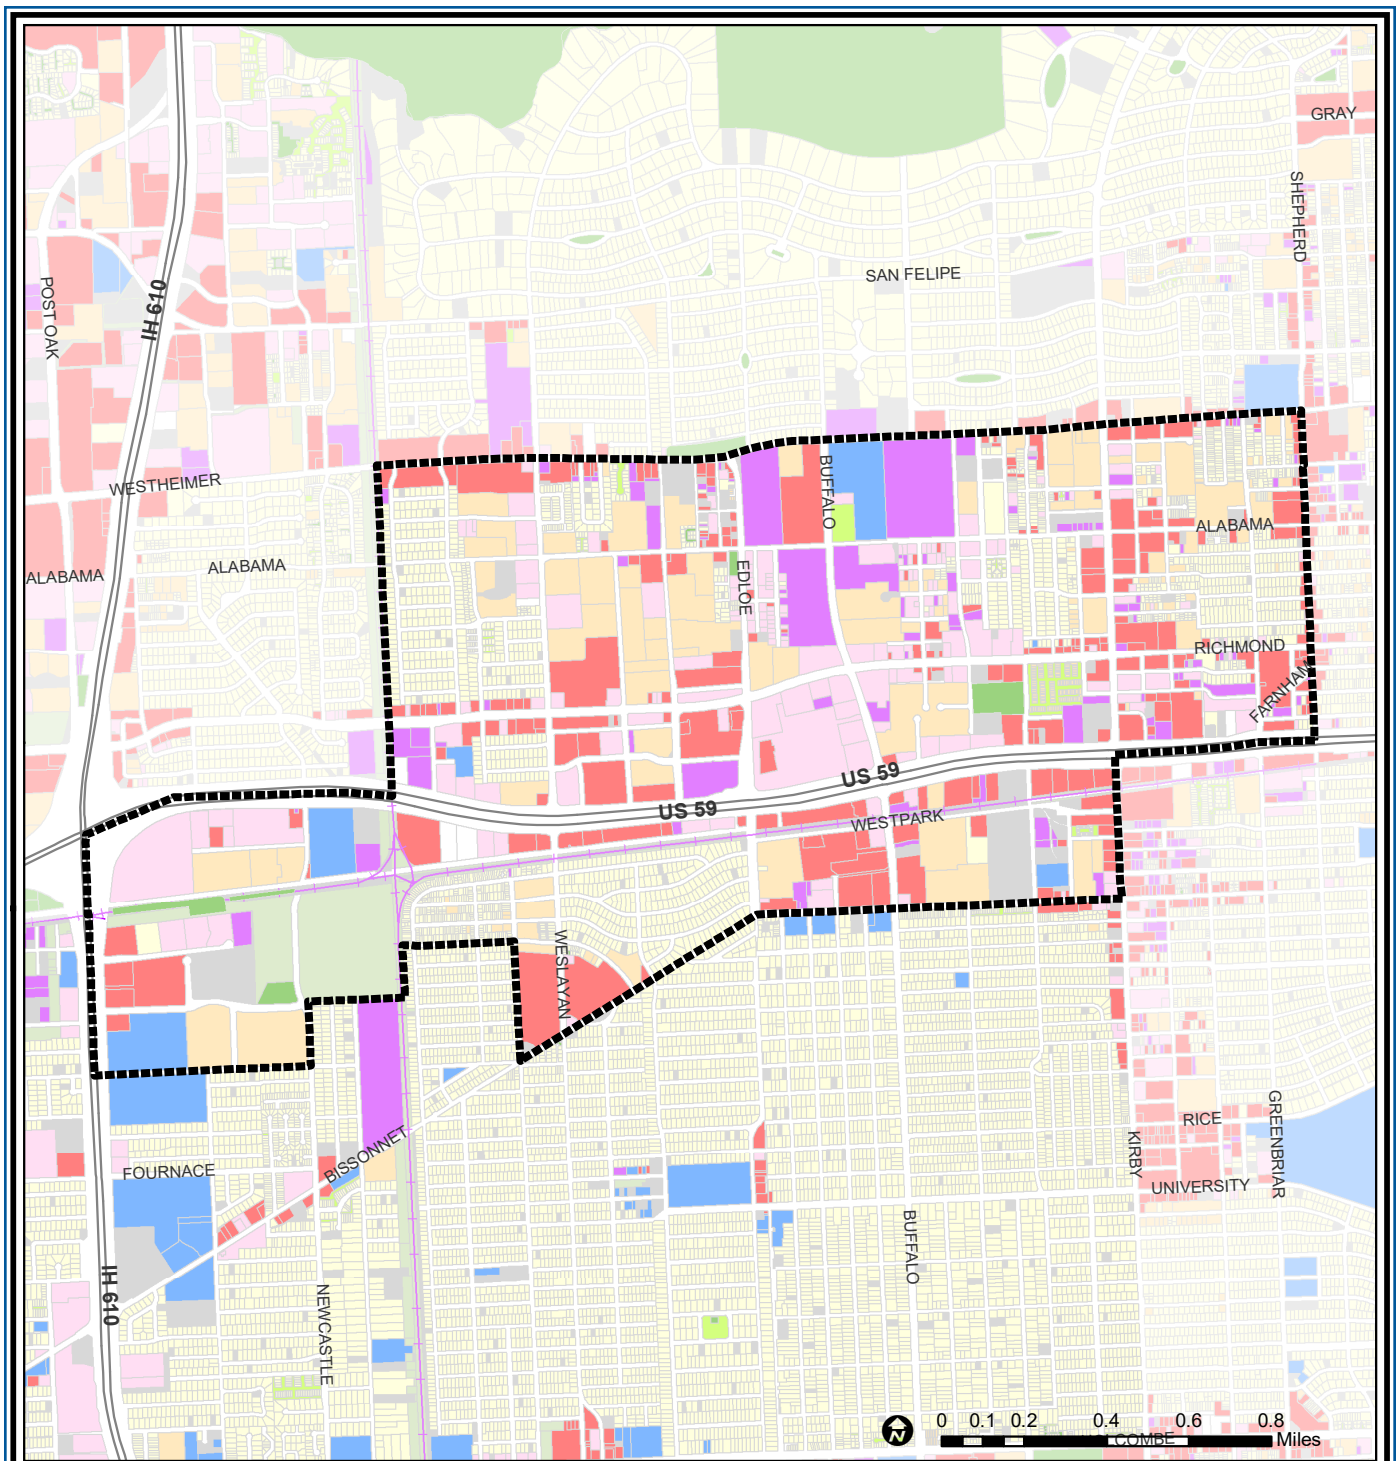 GRAY
SHEPHERD
SAN FELIPE
POST OAK
IH 610
WESTHEIMER
BUFFALO
ALABAMA
ALABAMA
ALABAMA
EDLOE
RICHMOND
FARNHAM
US 59
US 59
WESTPARK
WESLAYAN
BISSONNET
FOURNACE
KIRBY
RICE
GREENBRIAR
UNIVERSITY
BUFFALO
IH 610
NEWCASTLE
N
0 0.1 0.2 0.4 0.6 0.8
Miles
COMBE